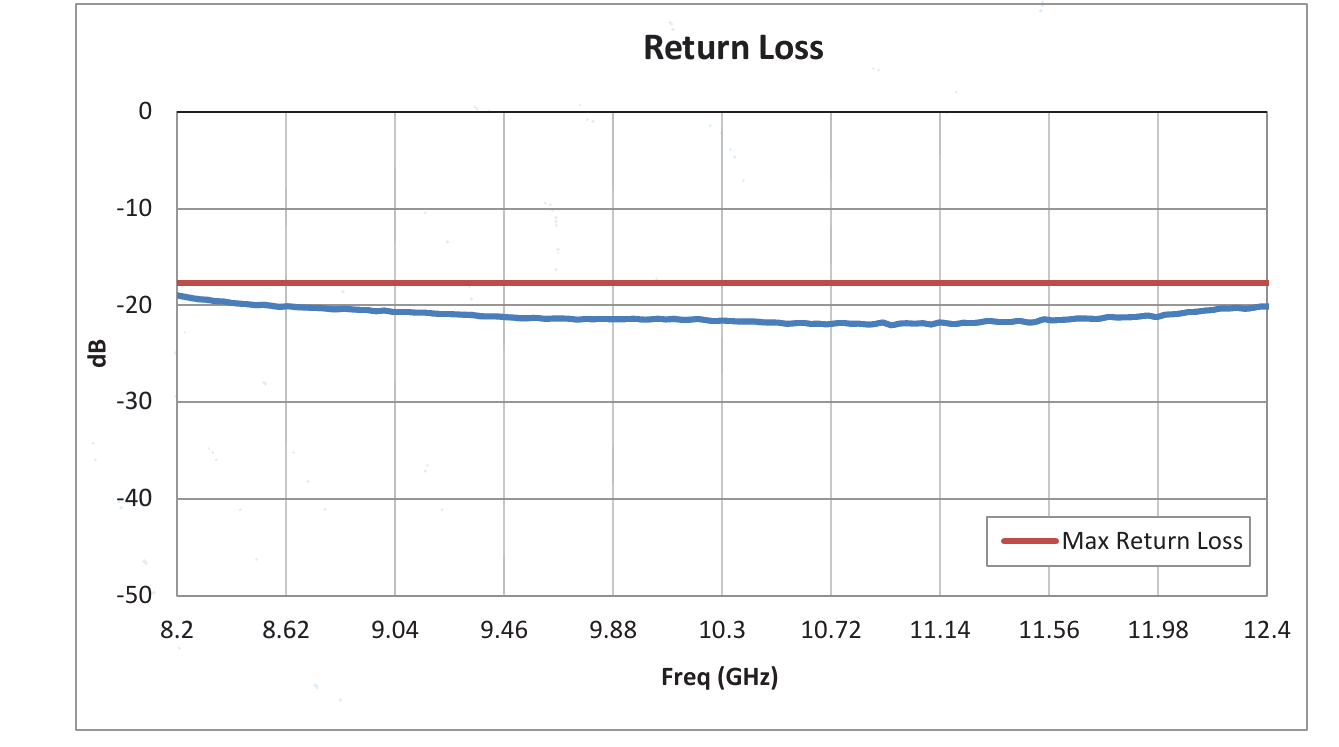 Return Loss
0
-10
-20
-30
-40
-50
dB
Max Return Loss
8.2 8.62 9.04 9.46 9.88 10.3 10.72 11.14 11.56 11.98 12.4
Freq (GHz)